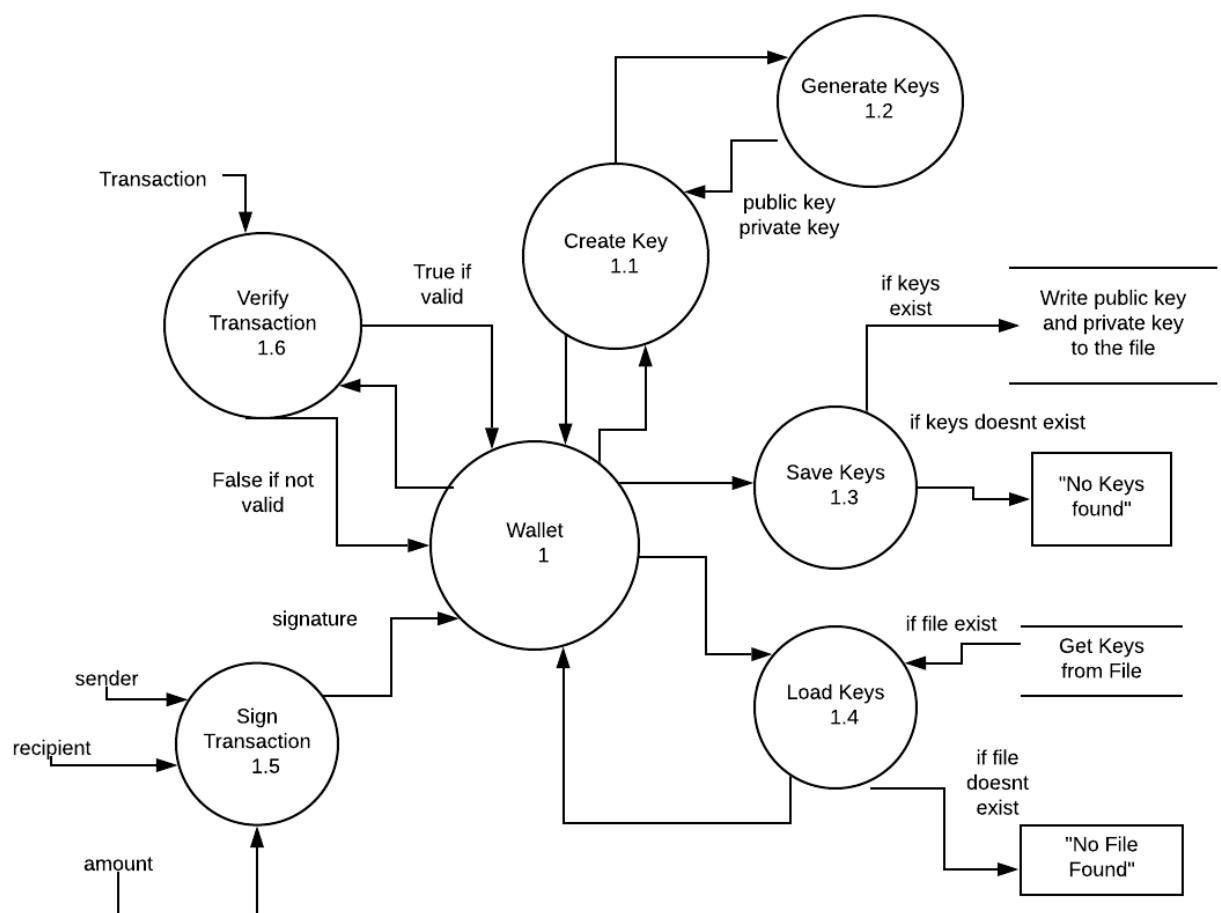 Generate Keys
1.2
Transaction
public key
private key
Create Key
1.1
True if
valid
Verify
Transaction
1.6
if keys
exist
Write public key
and private key
to the file
if keys doesnt exist
False if not
valid
Save Keys
1.3
"No Keys
found"
Wallet
1
signature
if file exist
Get Keys
from File
sender
Load Keys
1.4
Sign
Transaction
1.5
recipient
if file
doesnt
exist
amount
"No File
Found"